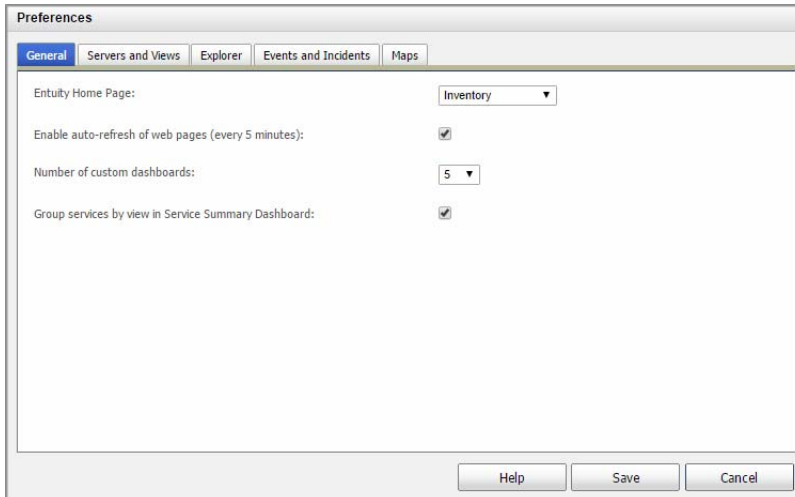 Preferences
General Servers and Views Explorer Events and Incidents Maps
Entuity Home Page: Inventory
Enable auto-refresh of web pages (every 5 minutes):
Number of custom dashboards: 5
Group services by view in Service Summary Dashboard:
Help Save Cancel